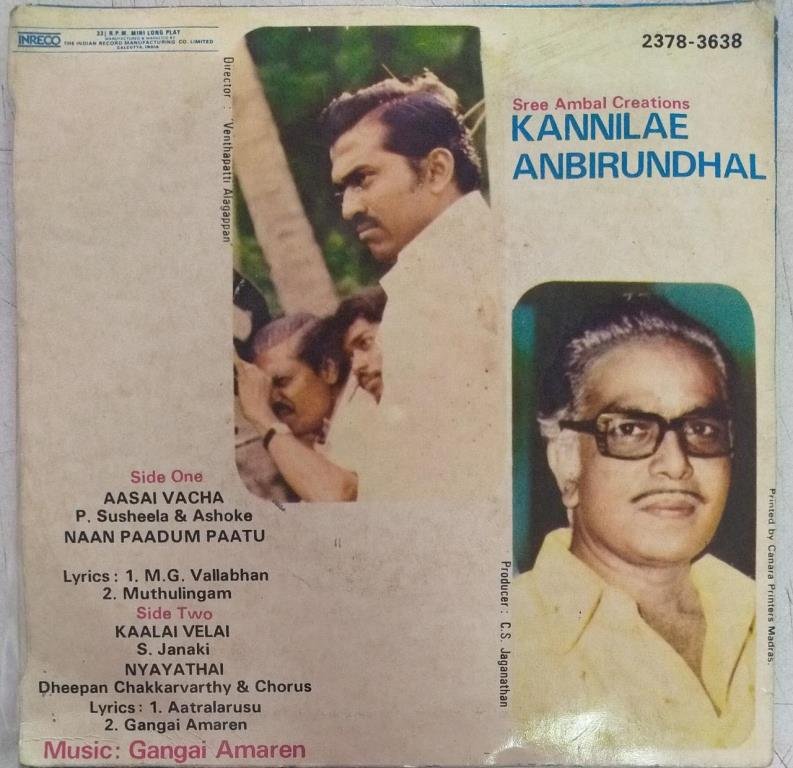 INRECO
33⅓ R.P.M. MINI LONG PLAY
MANUFACTURED & MARKETED BY
THE INDIAN RECORD MANUFACTURING CO. LIMITED
CALCUTTA, INDIA
2378-3638
Sree Ambal Creations
KANNILAE
ANBIRUNDHAL
Director : 'Venthapatti Alagappan'
Side One
AASAI VACHA
P. Susheela & Ashoke
NAAN PAADUM PAATU
Lyrics : 1. M.G. Vallabhan
2. Muthulingam
Side Two
KAALAI VELAI
S. Janaki
NYAYATHAI
Dheepan Chakkarvarthy & Chorus
Lyrics : 1. Aatralarusu
2. Gangai Amaren
Music: Gangai Amaren
Producer : C.S. Jaganathan
Printed by Canara Printers Madras.